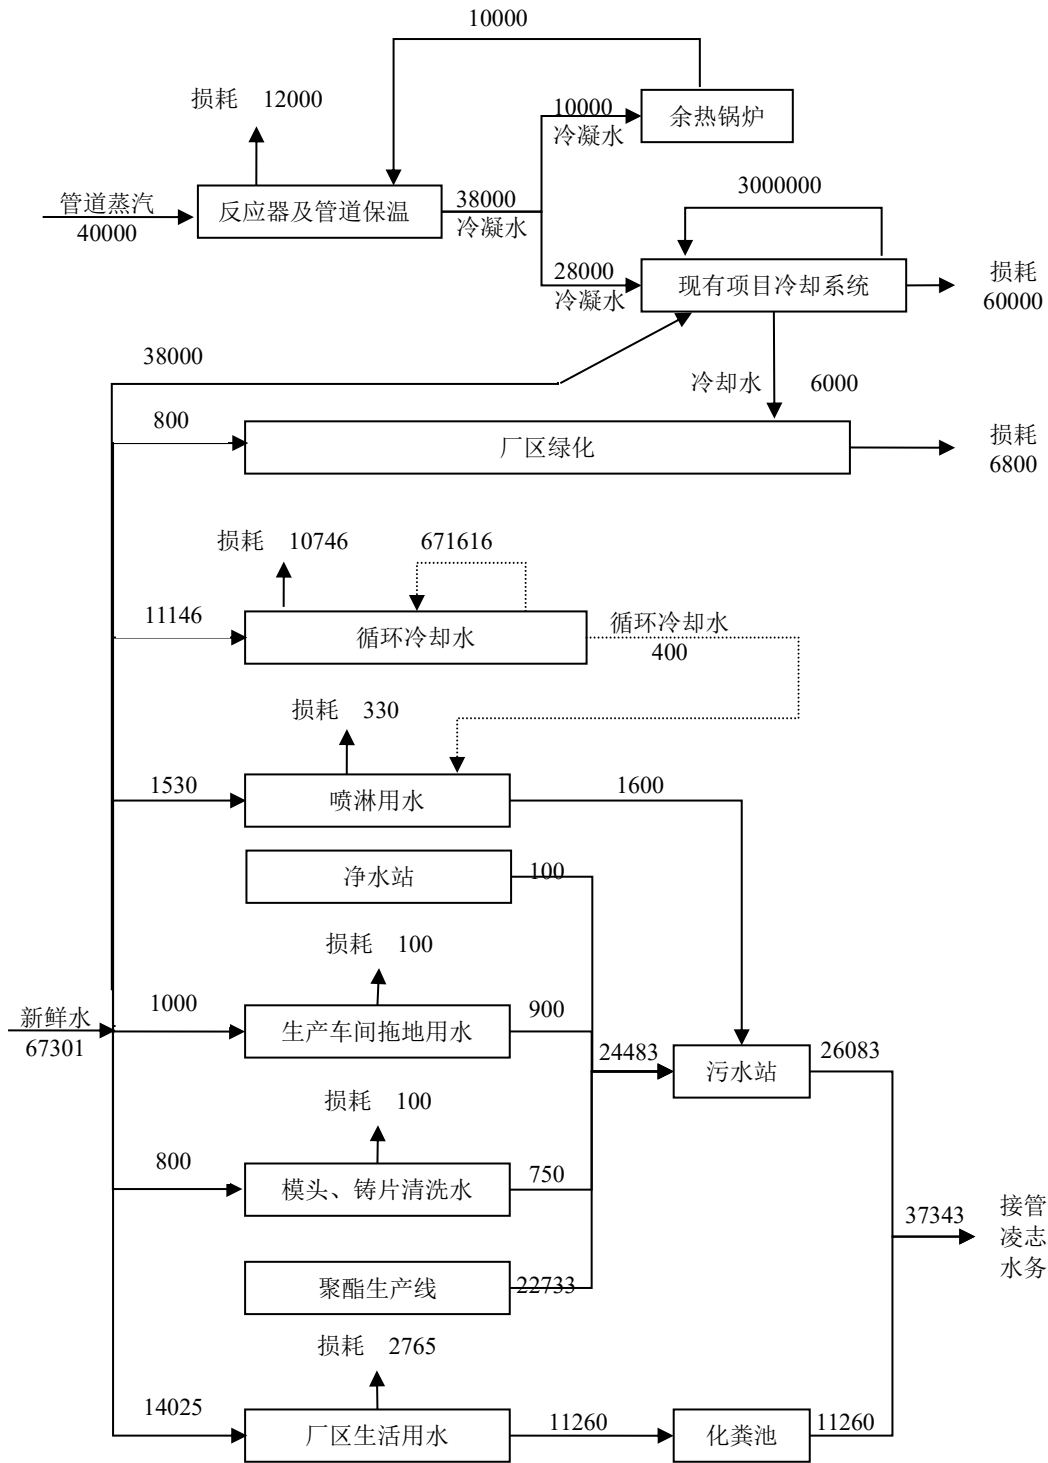 10000
损耗 12000
10000
冷凝水
余热锅炉
管道蒸汽
40000
反应器及管道保温
38000
冷凝水
3000000
28000
冷凝水
现有项目冷却系统
损耗
60000
38000
冷却水 6000
800
厂区绿化
损耗
6800
损耗 10746
671616
11146
循环冷却水
循环冷却水
400
损耗 330
1530
喷淋用水
1600
净水站
100
损耗 100
新鲜水
67301
1000
生产车间拖地用水
900
24483
污水站
26083
损耗 100
800
模头、铸片清洗水
750
37343
接管
凌志
水务
聚酯生产线
22733
损耗 2765
14025
厂区生活用水
11260
化粪池
11260